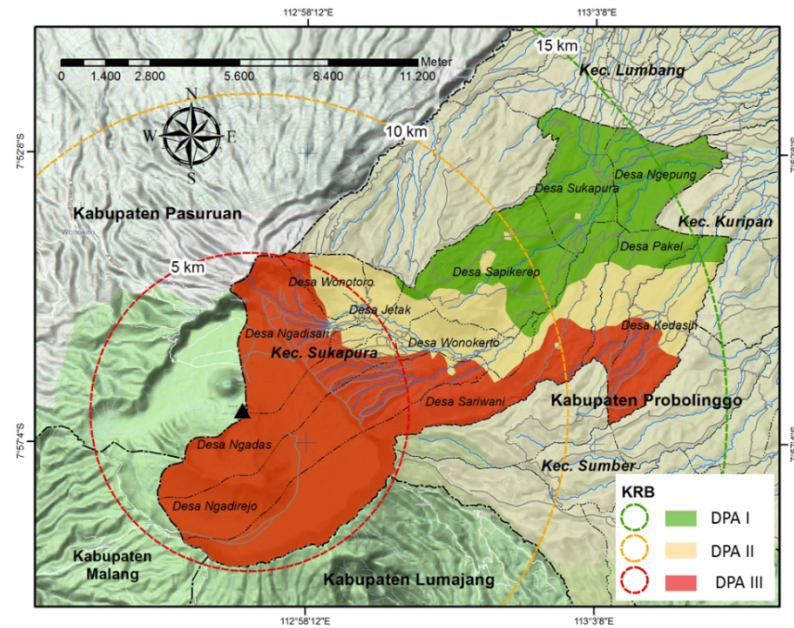 112°58'12"E
113°3'8"E
15 km
Kec. Lumbang
Meter
0
1.400
2.800
5.600
8.400
11.200
N
W
E
S
10 km
7°52'8"S
Desa Ngepung
Desa Sukapura
Kabupaten Pasuruan
Kec. Kuripan
Desa Pakel
5 km
Desa Sapikerep
Desa Wonotoro
Desa Jetak
Desa Kedasih
Desa Ngadisari
Desa Wonokerto
Kec. Sukapura
Desa Sariwani
Kabupaten Probolinggo
7°57'4"S
Desa Ngadas
Kec. Sumber
Desa Ngadirejo
KRB
DPA I
DPA II
DPA III
Kabupaten
Malang
Kabupaten Lumajang
112°58'12"E
113°3'8"E